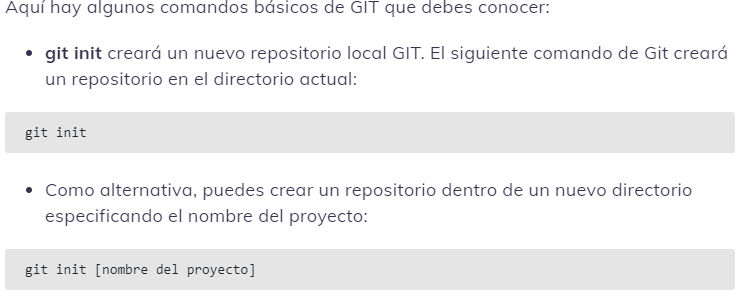 Aquí hay algunos comandos básicos de GIT que debes conocer:
• git init creará un nuevo repositorio local GIT. El siguiente comando de Git creará
un repositorio en el directorio actual:
git init
• Como alternativa, puedes crear un repositorio dentro de un nuevo directorio
especificando el nombre del proyecto:
git init [nombre del proyecto]